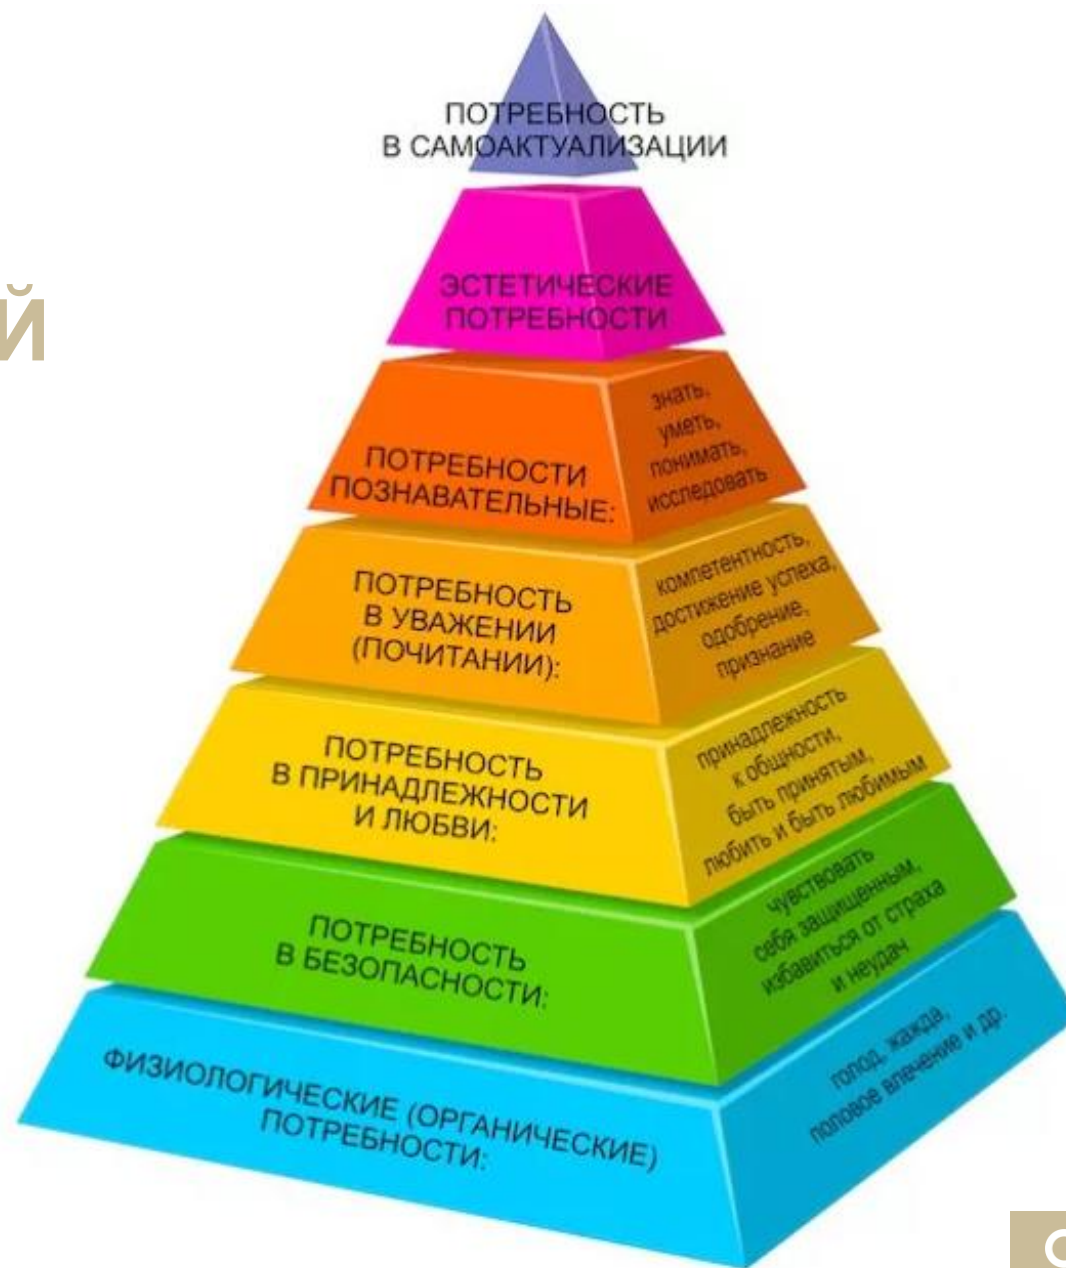 ПОТРЕБНОСТЬ
В САМОАКТУАЛИЗАЦИИ
Й
ЭСТЕТИЧЕСКИЕ
ПОТРЕБНОСТИ
ПОТРЕБНОСТИ
ПОЗНАВАТЕЛЬНЫЕ:
знать,
уметь,
понимать,
исследовать
ПОТРЕБНОСТЬ
В УВАЖЕНИИ
(ПОЧИТАНИИ):
компетентность,
достижение успеха,
одобрение,
признание
ПОТРЕБНОСТЬ
В ПРИНАДЛЕЖНОСТИ
И ЛЮБВИ:
принадлежность
к общности,
быть принятым,
любить и быть любимым
ПОТРЕБНОСТЬ
В БЕЗОПАСНОСТИ:
чувствовать
себя защищенным,
избавиться от страха
и неудач
ФИЗИОЛОГИЧЕСКИЕ (ОРГАНИЧЕСКИЕ)
ПОТРЕБНОСТИ:
голод, жажда,
половое влечение и др.